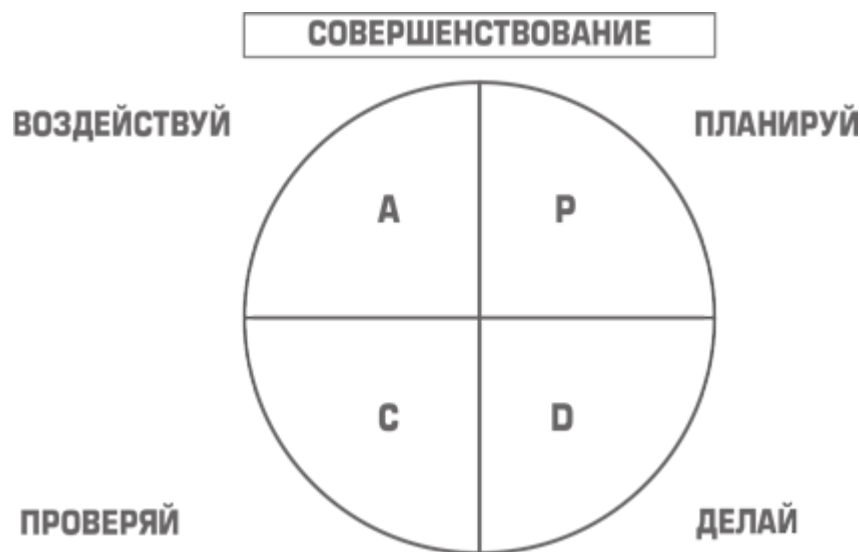 СОВЕРШЕНСТВОВАНИЕ
ВОЗДЕЙСТВУЙ
ПЛАНИРУЙ
A
P
C
D
ПРОВЕРЯЙ
ДЕЛАЙ